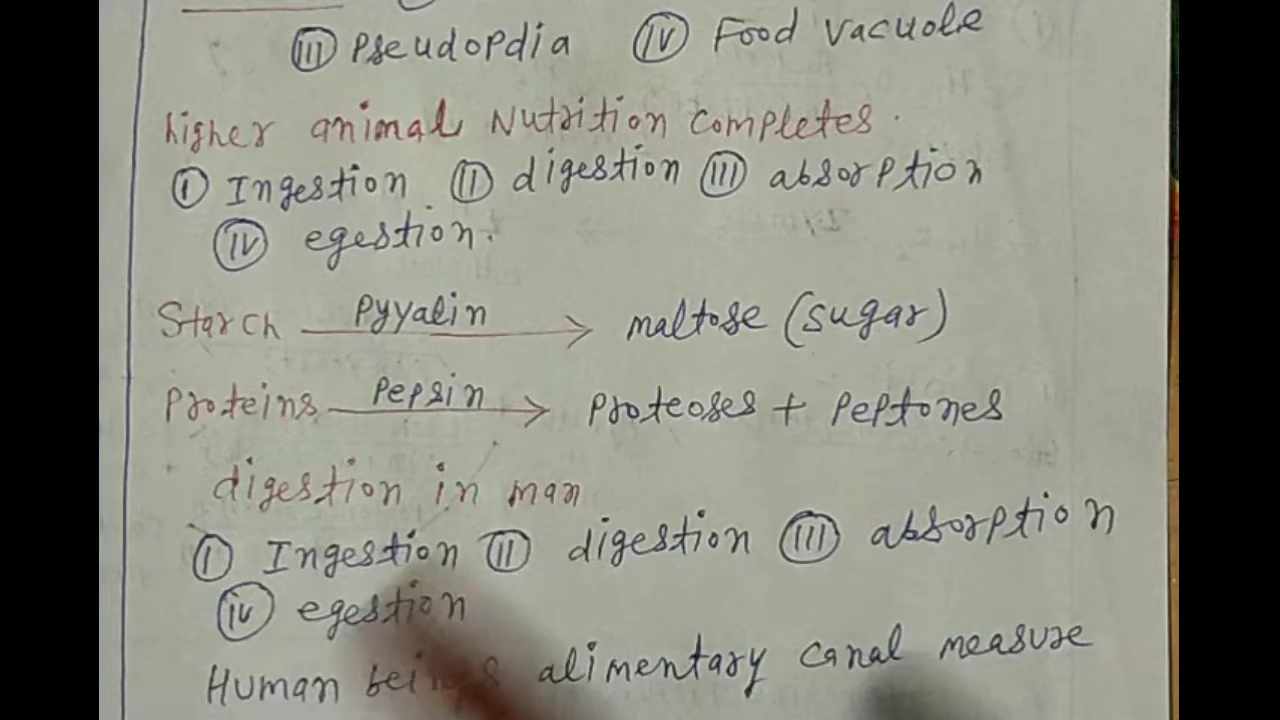 (III) Pseudopdia (IV) Food vacuole
higher animal Nutrition completes.
(I) Ingestion (II) digestion (III) absorption
(IV) egestion.
Starch Pyyalin → maltose (sugar)
Proteins Pepsin → Proteoses + Peptones
digestion in man
(I) Ingestion (II) digestion (III) absorption
(IV) egestion
Human beings alimentary canal measure